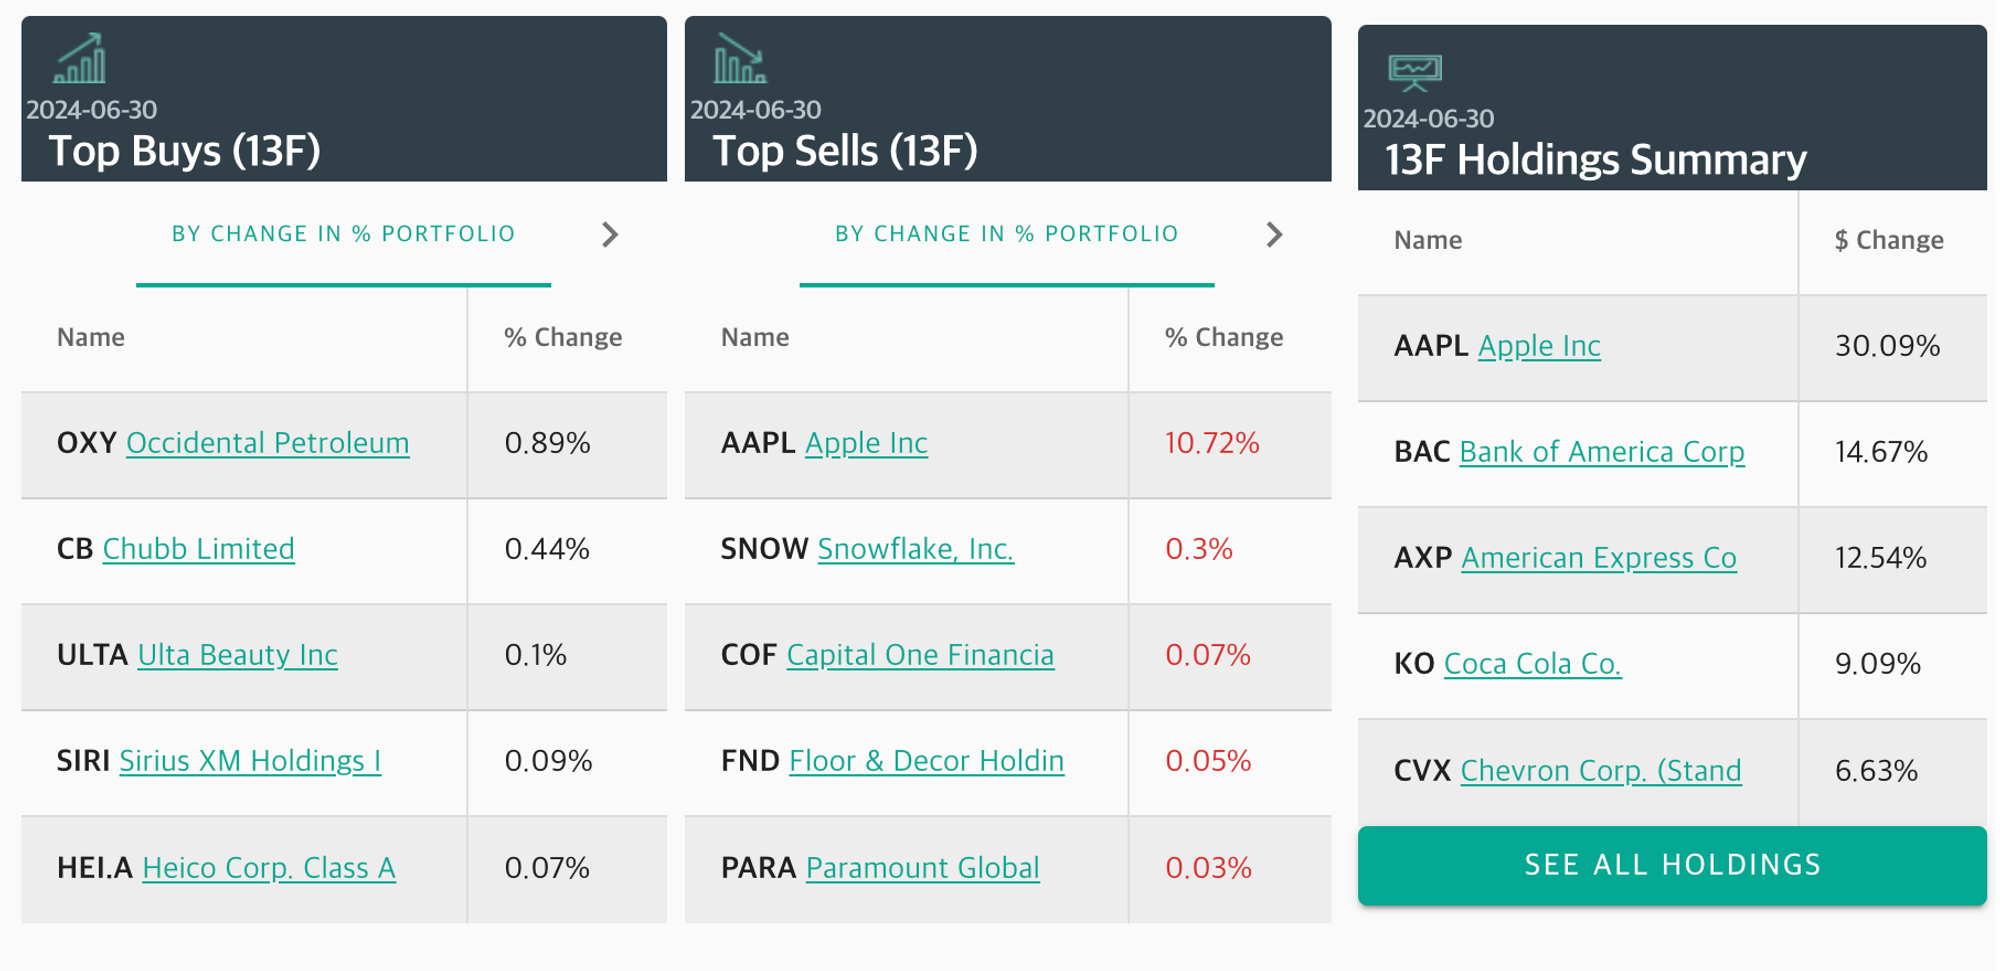 2024-06-30
Top Buys (13F)
BY CHANGE IN % PORTFOLIO
Name % Change
OXY Occidental Petroleum 0.89%
CB Chubb Limited 0.44%
ULTA Ulta Beauty Inc 0.1%
SIRI Sirius XM Holdings I 0.09%
HEI.A Heico Corp. Class A 0.07%
2024-06-30
Top Sells (13F)
BY CHANGE IN % PORTFOLIO
Name % Change
AAPL Apple Inc 10.72%
SNOW Snowflake, Inc. 0.3%
COF Capital One Financia 0.07%
FND Floor & Decor Holdin 0.05%
PARA Paramount Global 0.03%
2024-06-30
13F Holdings Summary
Name $ Change
AAPL Apple Inc 30.09%
BAC Bank of America Corp 14.67%
AXP American Express Co 12.54%
KO Coca Cola Co. 9.09%
CVX Chevron Corp. (Stand 6.63%
SEE ALL HOLDINGS